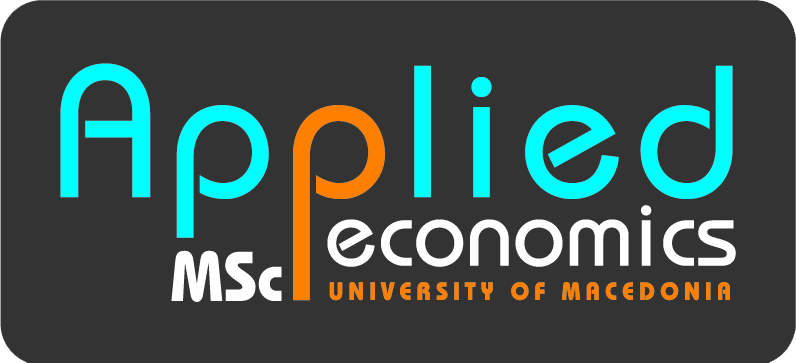 Applied
economics
MSc
UNIVERSITY OF MACEDONIA